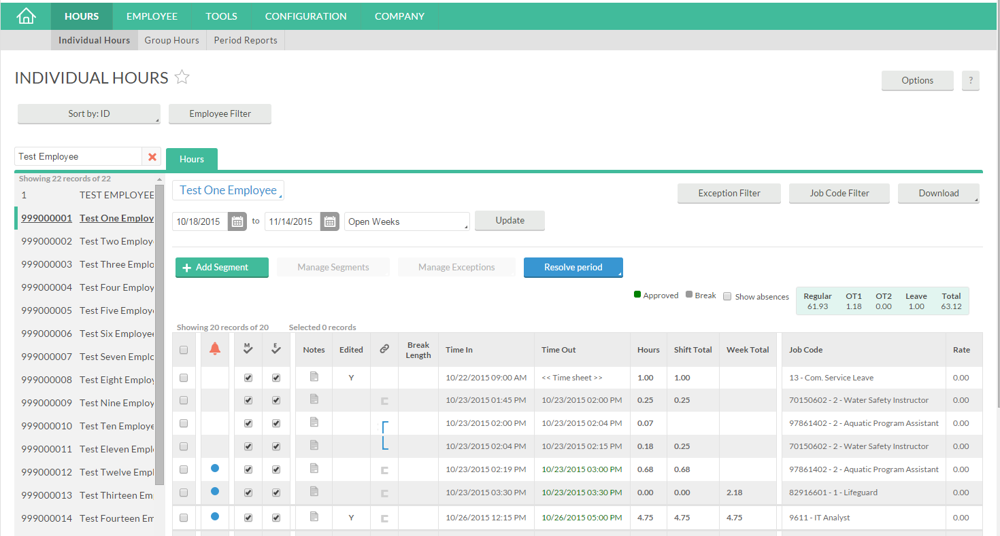 HOURS EMPLOYEE TOOLS CONFIGURATION COMPANY
Individual Hours Group Hours Period Reports
INDIVIDUAL HOURS
Options ?
Sort by: ID Employee Filter
Test Employee Hours
Showing 22 records of 22
1 TEST EMPLOYEE
999000001 Test One Employ
999000002 Test Two Employ
999000003 Test Three Emplo
999000004 Test Four Employ
999000005 Test Five Employ
999000006 Test Six Employee
999000007 Test Seven Emplo
999000008 Test Eight Employ
999000009 Test Nine Employ
999000010 Test Ten Employe
999000011 Test Eleven Empl
999000012 Test Twelve Empl
999000013 Test Thirteen Em
999000014 Test Fourteen Em
Test One Employee Exception Filter Job Code Filter Download
10/18/2015 to 11/14/2015 Open Weeks Update
Add Segment Manage Segments Manage Exceptions Resolve period
Approved Break Show absences
Regular OT1 OT2 Leave Total
61.93 1.18 0.00 1.00 63.12
Showing 20 records of 20 Selected 0 records
M E Notes Edited Break Length Time In Time Out Hours Shift Total Week Total Job Code Rate
Y 10/22/2015 09:00 AM << Time sheet >> 1.00 1.00 13 - Com. Service Leave 0.00
10/23/2015 01:45 PM 10/23/2015 02:00 PM 0.25 0.25 70150602 - 2 - Water Safety Instructor 0.00
10/23/2015 02:00 PM 10/23/2015 02:04 PM 0.07 97861402 - 2 - Aquatic Program Assistant 0.00
10/23/2015 02:04 PM 10/23/2015 02:15 PM 0.18 0.25 70150602 - 2 - Water Safety Instructor 0.00
10/23/2015 02:19 PM 10/23/2015 03:00 PM 0.68 0.68 97861402 - 2 - Aquatic Program Assistant 0.00
10/23/2015 03:30 PM 10/23/2015 03:30 PM 0.00 0.00 2.18 82916601 - 1 - Lifeguard 0.00
Y 10/26/2015 12:15 PM 10/26/2015 05:00 PM 4.75 4.75 4.75 9611 - IT Analyst 0.00